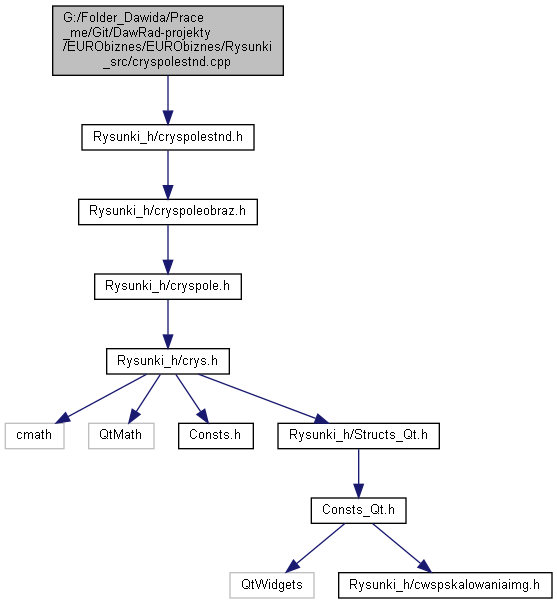 G:/Folder_Dawida/Prace
_me/Git/DawRad-projekty
/EURObiznes/EURObiznes/Rysunki
_src/cryspolestnd.cpp
Rysunki_h/cryspolestnd.h
Rysunki_h/cryspoleobraz.h
Rysunki_h/cryspole.h
Rysunki_h/crys.h
cmath
QtMath
Consts.h
Rysunki_h/Structs_Qt.h
Consts_Qt.h
QtWidgets
Rysunki_h/cwspskalowaniaimg.h